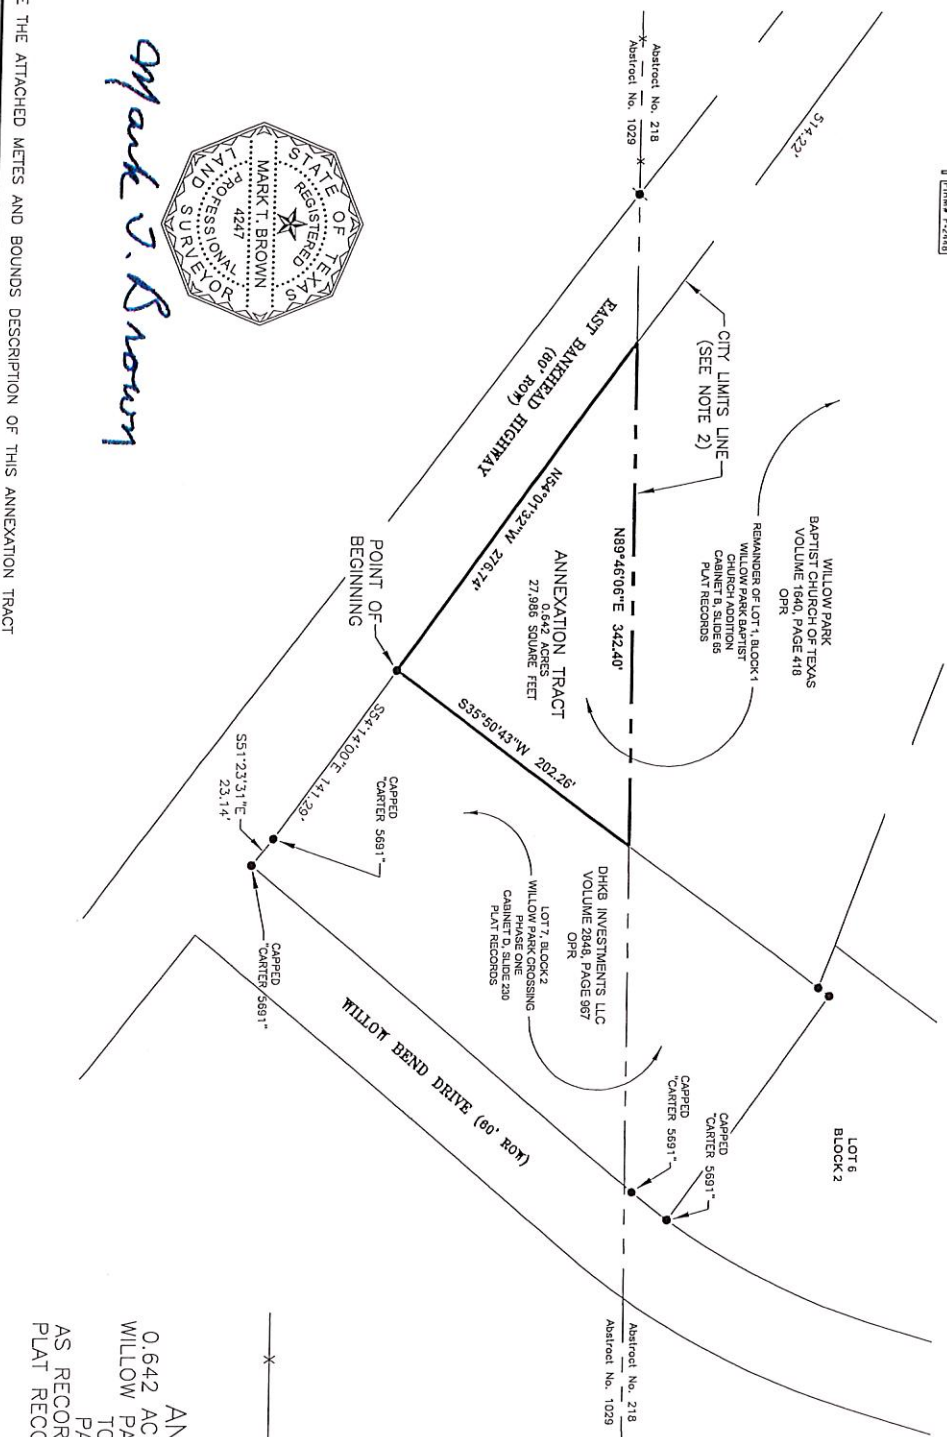 514.22'
Abstract No. 218
Abstract No. 1029
CITY LIMITS LINE
(SEE NOTE 2)
WILLOW PARK
BAPTIST CHURCH OF TEXAS
VOLUME 1640, PAGE 418
OPR
REMAINDER OF LOT 1, BLOCK 1
WILLOW PARK BAPTIST
CHURCH ADDITION
CABINET B, SLIDE 65
PLAT RECORDS
EAST BANKHEAD HIGHWAY
(80' ROW)
N89°46'06"E 342.40'
N54°01'32"W 276.74'
ANNEXATION TRACT
0.642 ACRES
27,986 SQUARE FEET
S35°50'43"W 202.26'
POINT OF
BEGINNING
S54°14'00"E 141.29'
S51°23'31"E
23.14'
CAPPED
"CARTER 5691"
CAPPED
"CARTER 5691"
DHKB INVESTMENTS LLC
VOLUME 2848, PAGE 967
OPR
LOT 7, BLOCK 2
WILLOW PARK CROSSING
PHASE ONE
CABINET D, SLIDE 230
PLAT RECORDS
WILLOW BEND DRIVE (60' ROW)
CAPPED
"CARTER 5691"
CAPPED
"CARTER 5691"
LOT 6
BLOCK 2
Abstract No. 218
Abstract No. 1029
STATE OF TEXAS
REGISTERED
MARK T. BROWN
4247
PROFESSIONAL
LAND SURVEYOR
Mark J. Brown
E THE ATTACHED METES AND BOUNDS DESCRIPTION OF THIS ANNEXATION TRACT
AN
0.642 AC
WILLOW PA
TO
PA
AS RECOR
PLAT RECO